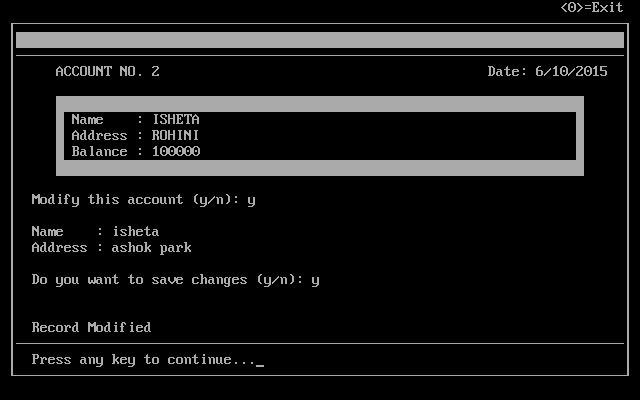 <0>=Exit
ACCOUNT NO. 2 Date: 6/10/2015
Name : ISHETA
Address : ROHINI
Balance : 100000
Modify this account (y/n): y
Name : isheta
Address : ashok park
Do you want to save changes (y/n): y
Record Modified
Press any key to continue..._